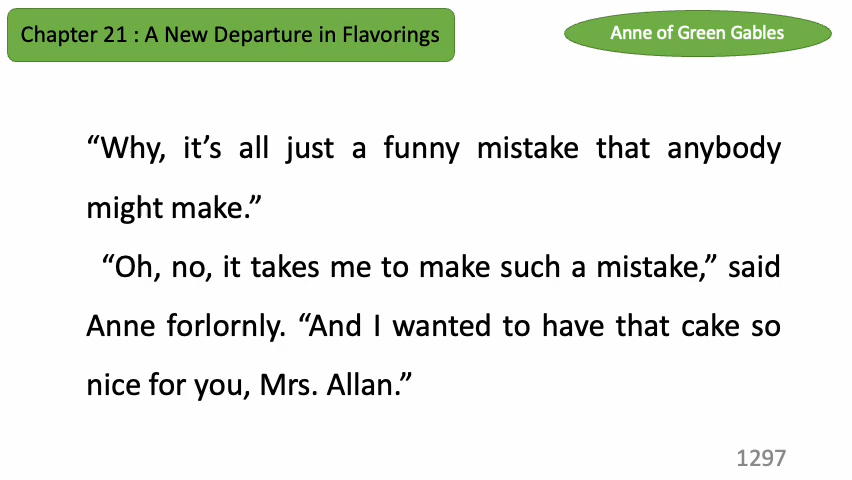 Chapter 21 : A New Departure in Flavorings
Anne of Green Gables
“Why, it’s all just a funny mistake that anybody
might make.”
“Oh, no, it takes me to make such a mistake,” said
Anne forlornly. “And I wanted to have that cake so
nice for you, Mrs. Allan.”
1297